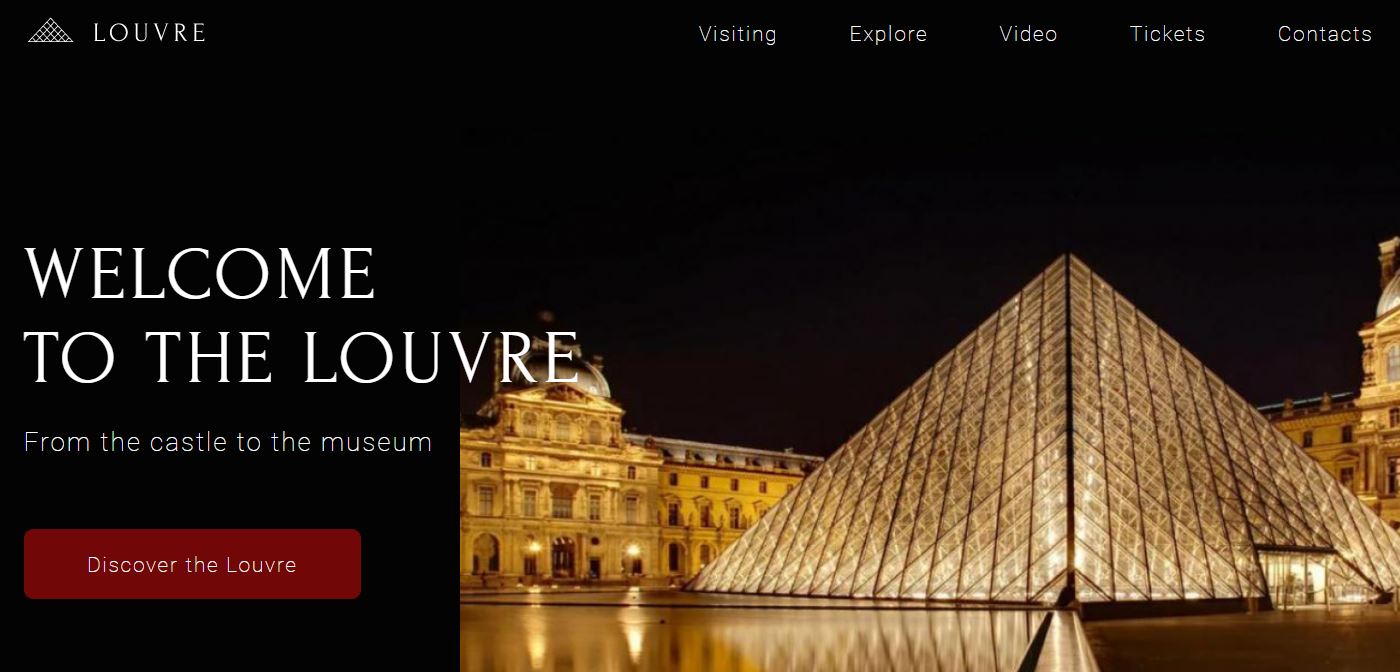 LOUVRE
Visiting Explore Video Tickets Contacts
WELCOME
TO THE LOUVRE
From the castle to the museum
Discover the Louvre